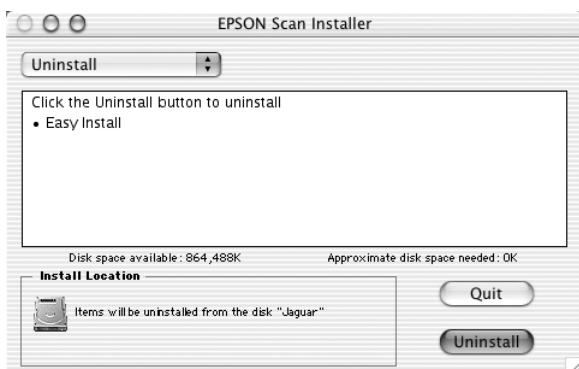 EPSON Scan Installer
Uninstall
Click the Uninstall button to uninstall
• Easy Install
Disk space available: 864,488K Approximate disk space needed: 0K
Install Location
Items will be uninstalled from the disk "Jaguar"
Quit
Uninstall